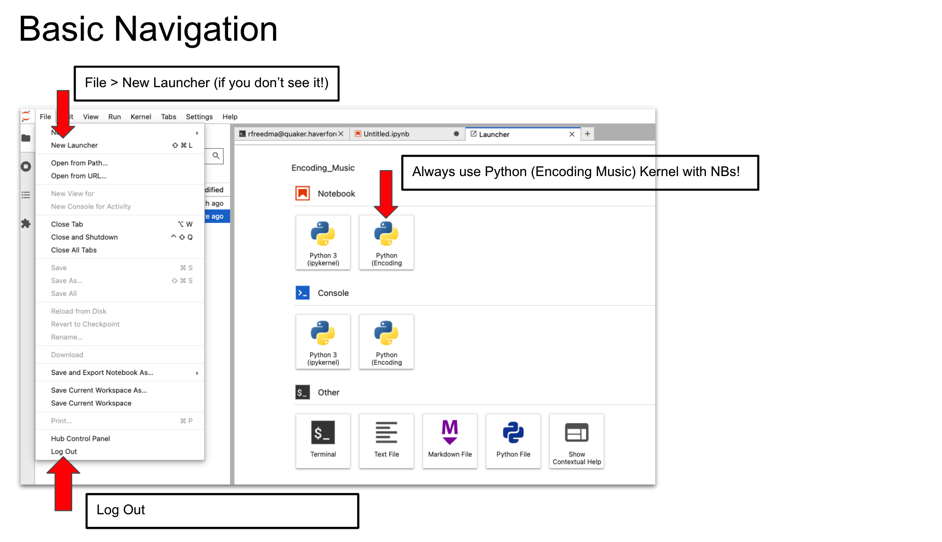 Basic Navigation
File > New Launcher (if you don't see it!)
File
View
Run
Kernel
Tabs
Settings
Help
New Launcher
⇧ ⌘ L
Open from Path...
Open from URL...
New View for
New Console for Activity
Close Tab
⌥ W
Close and Shutdown
^ ⇧ Q
Close All Tabs
Save
⌘ S
Save As...
⇧ ⌘ S
Save All
Reload from Disk
Revert to Checkpoint
Rename...
Download
Save and Export Notebook As...
Save Current Workspace As...
Save Current Workspace
Print...
⌘ P
Hub Control Panel
Log Out
rfreedma@quaker.haverfor
Untitled.ipynb
Launcher
Encoding_Music
Always use Python (Encoding Music) Kernel with NBs!
Notebook
Python 3
(ipykernel)
Python
(Encoding
Console
Python 3
(ipykernel)
Python
(Encoding
$_ Other
$_
Terminal
Text File
M
Markdown File
Python File
Show
Contextual Help
Log Out